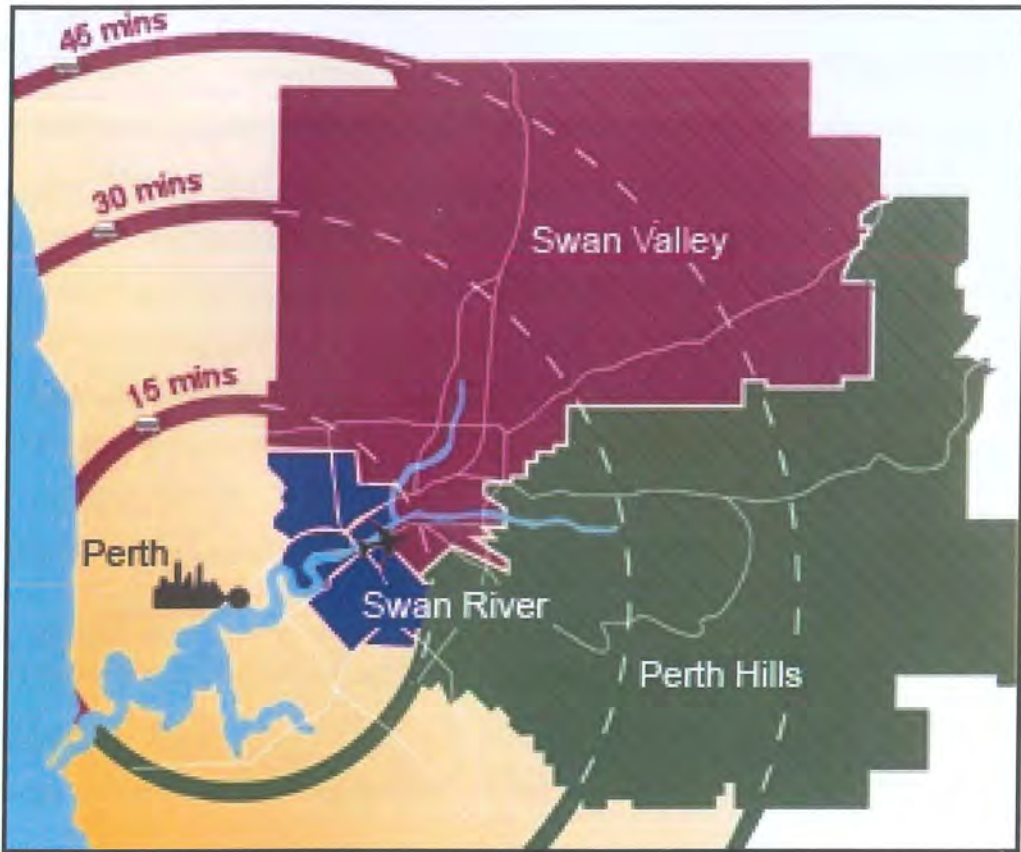 45 mins
30 mins
Swan Valley
15 mins
Perth
Swan River
Perth Hills